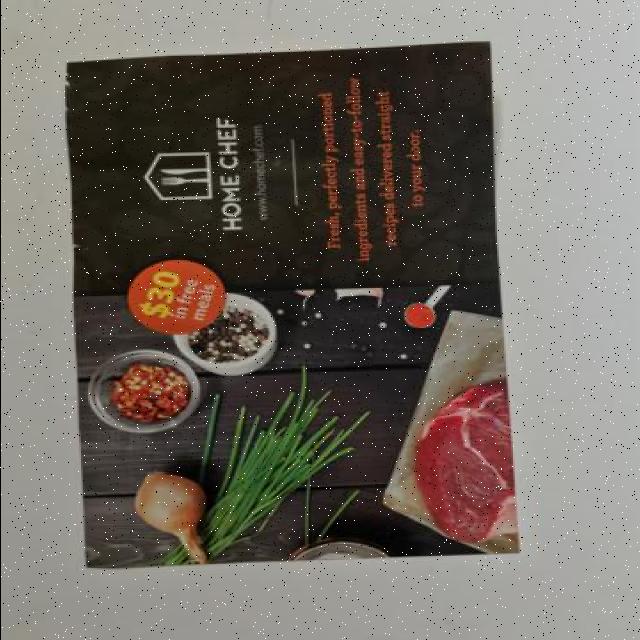 HOME CHEF
www.homechef.com
Fresh, perfectly portioned
ingredients and easy-to-follow
recipes delivered straight
to your door.
$30
in free
meals